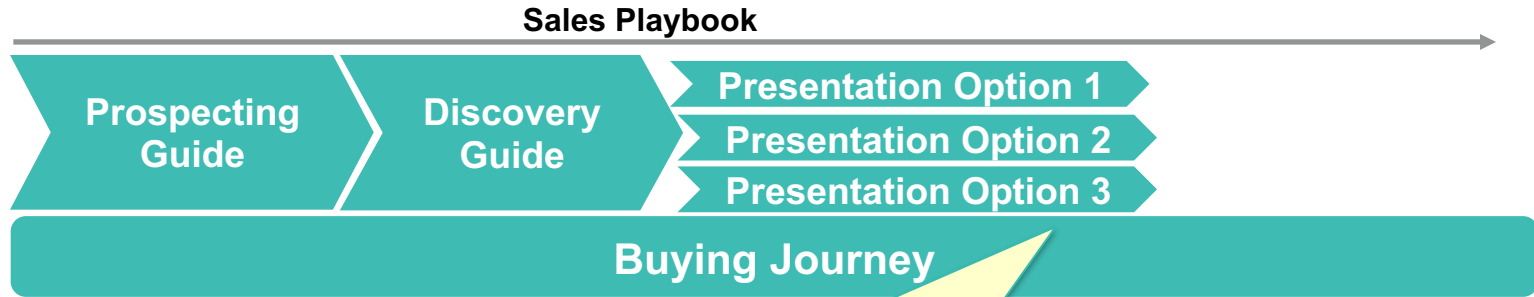 Sales Playbook
Prospecting
Guide
Discovery
Guide
Presentation Option 1
Presentation Option 2
Presentation Option 3
Buying Journey